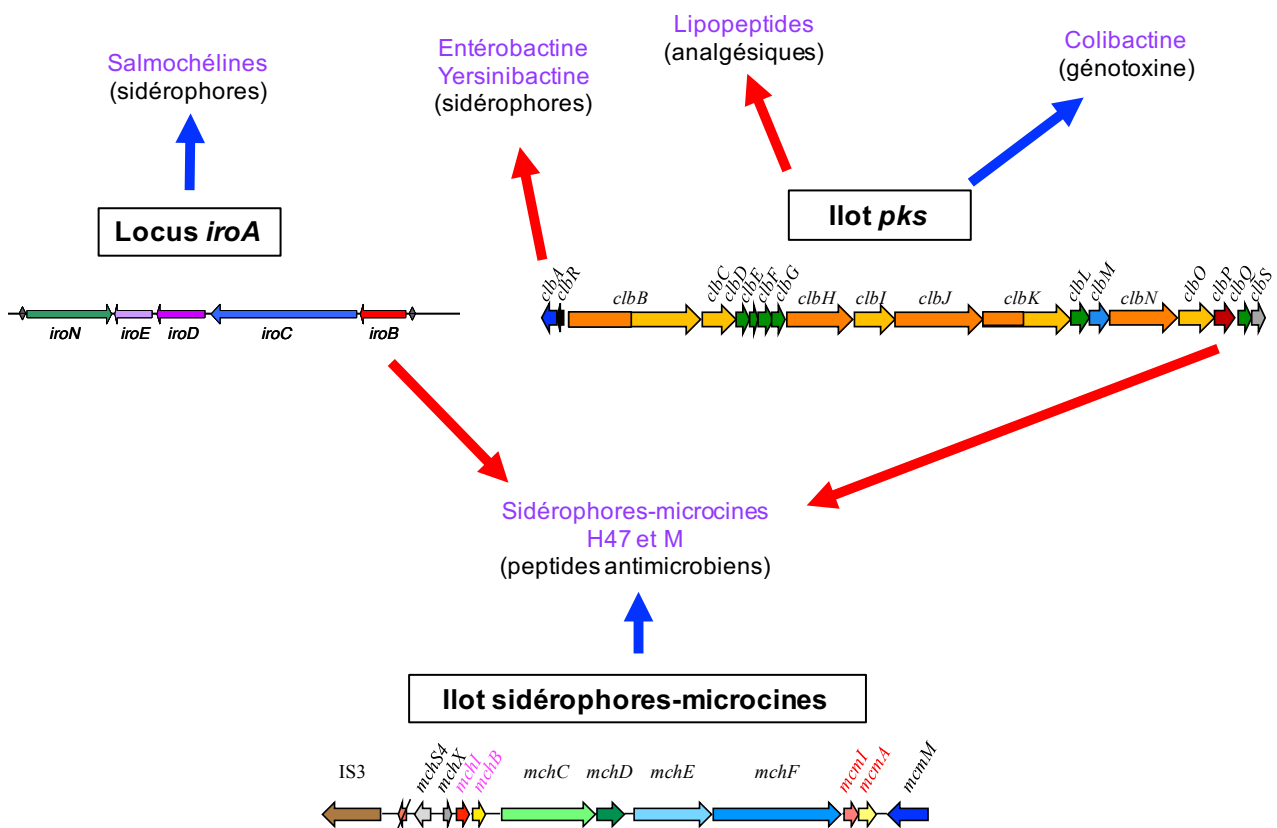 Salmochélines
(sidérophores)
Entérobactine
Yersinibactine
(sidérophores)
Lipopeptides
(analgésiques)
Colibactine
(génotoxine)
Locus iroA
Ilot pks
iroN iroE iroD iroC iroB
clbA clbR clbB clbC clbD clbE clbF clbG clbH clbI clbJ clbK clbL clbM clbN clbO clbP clbQ clbS
Sidérophores-microcines
H47 et M
(peptides antimicrobiens)
Ilot sidérophores-microcines
IS3 mchS4 mchX mchI mchB mchC mchD mchE mchF mcmI mcmA mcmM